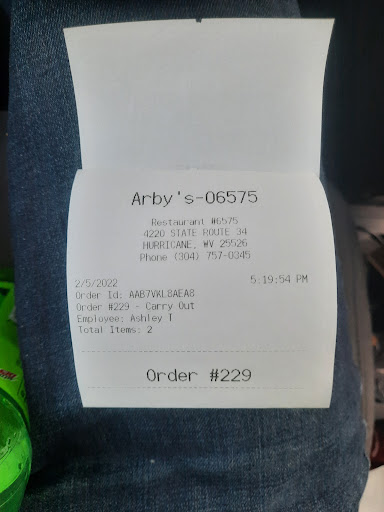 Arby's-06575
Restaurant #6575
4220 STATE ROUTE 34
HURRICANE, WV 25526
Phone (304) 757-0345
2/5/2022 5:19:54 PM
Order Id: AAB7VKL8AEA8
Order #229 - Carry Out
Employee: Ashley T
Total Items: 2
Order #229